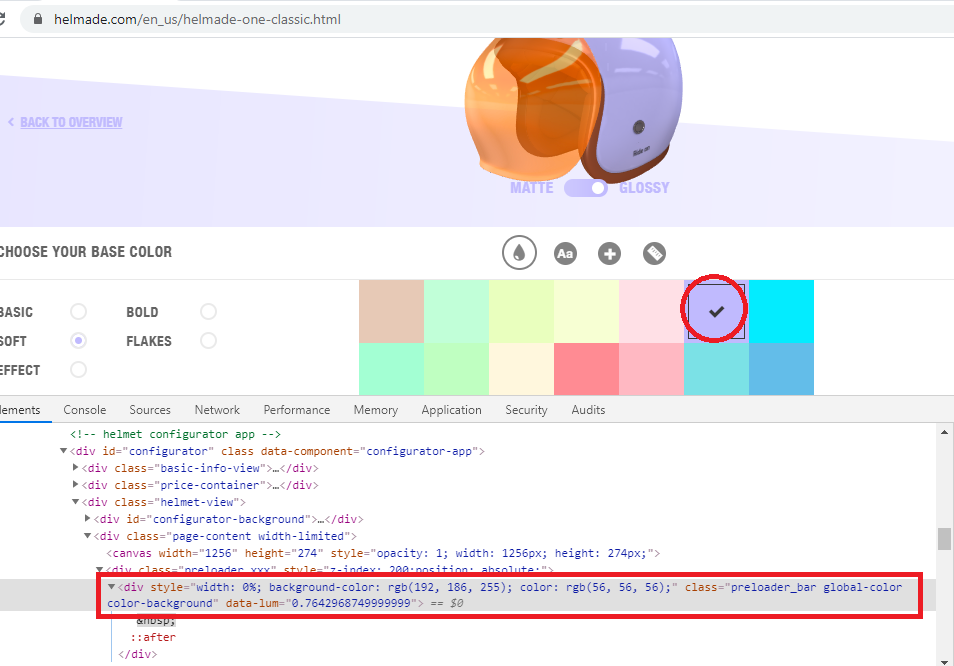 helmade.com/en_us/helmade-one-classic.html
BACK TO OVERVIEW
MATTE GLOSSY
CHOOSE YOUR BASE COLOR
Aa
BASIC BOLD
SOFT FLAKES
EFFECT
lements Console Sources Network Performance Memory Application Security Audits
<!-- helmet configurator app -->
▼<div id="configurator" class data-component="configurator-app">
▶<div class="basic-info-view">…</div>
▶<div class="price-container">…</div>
▼<div class="helmet-view">
▶<div id="configurator-background">…</div>
▼<div class="page-content width-limited">
<canvas width="1256" height="274" style="opacity: 1; width: 1256px; height: 274px;">
▼<div class="preloader xxx" style="z-index: 200;position: absolute;">
▼<div style="width: 0%; background-color: rgb(192, 186, 255); color: rgb(56, 56, 56);" class="preloader_bar global-color
color-background" data-lum="0.7642968749999999"> == $0
&nbsp;
::after
</div>